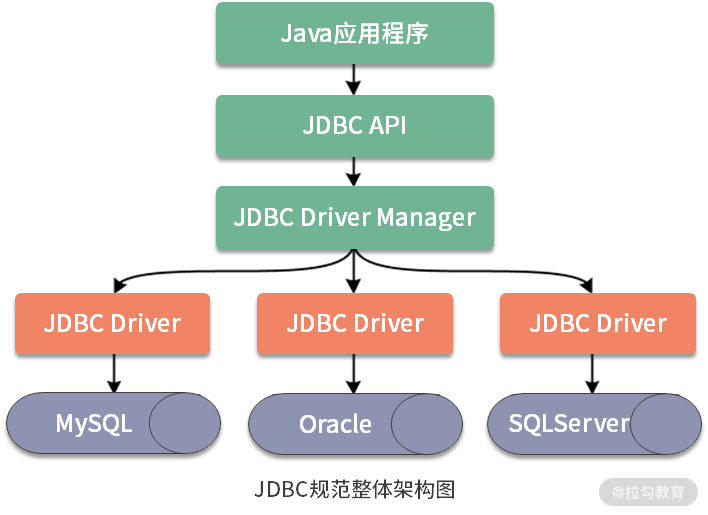 Java应用程序
JDBC API
JDBC Driver Manager
JDBC Driver
JDBC Driver
JDBC Driver
MySQL
Oracle
SQLServer
JDBC规范整体架构图
@拉勾教育